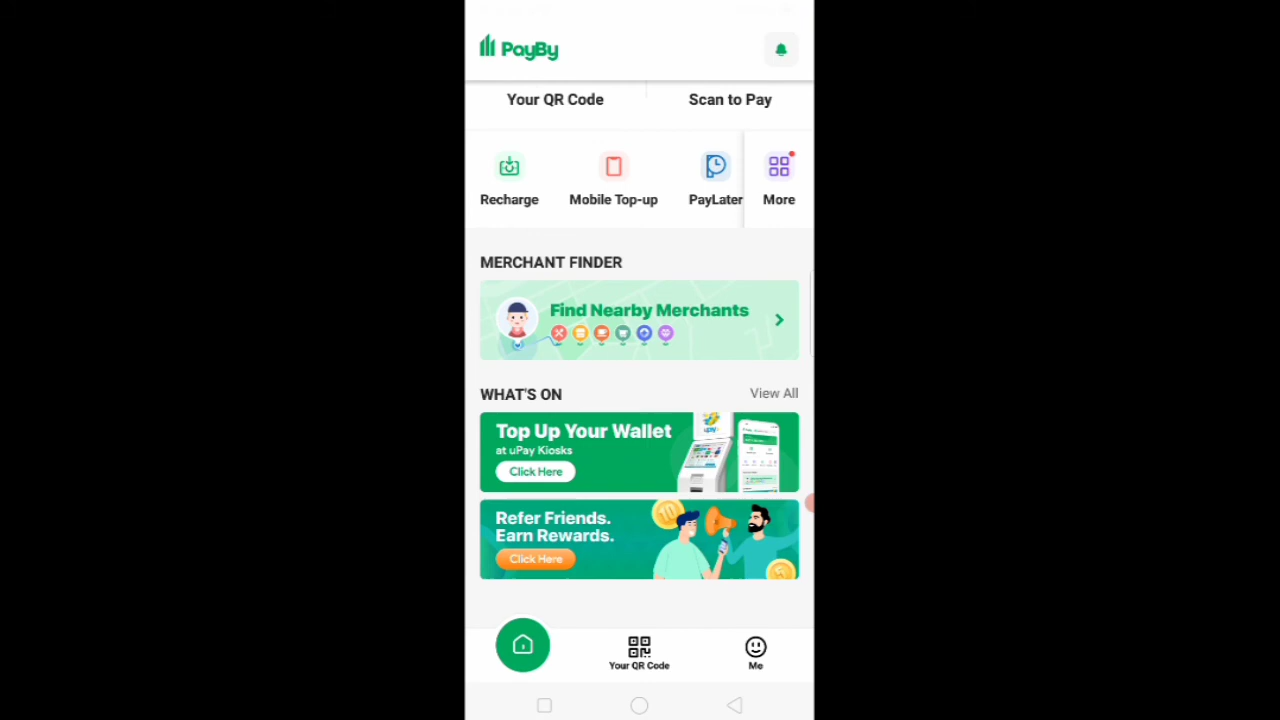 PayBy
Your QR Code
Scan to Pay
Recharge
Mobile Top-up
PayLater
More
MERCHANT FINDER
Find Nearby Merchants
WHAT'S ON
View All
Top Up Your Wallet
at uPay Kiosks
Click Here
upay
Refer Friends.
Earn Rewards.
Click Here
10
Your QR Code
Me